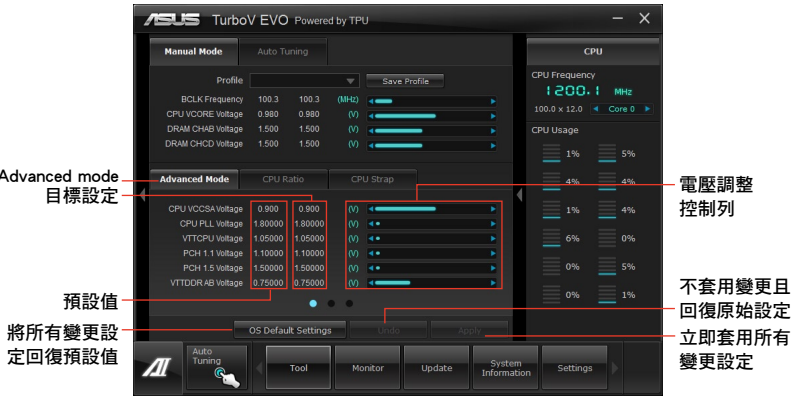 ASUS TurboV EVO Powered by TPU
Manual Mode Auto Tuning
Profile Save Profile
BCLK Frequency 100.3 100.3 (MHz)
CPU VCORE Voltage 0.980 0.980 (V)
DRAM CHAB Voltage 1.500 1.500 (V)
DRAM CHCD Voltage 1.500 1.500 (V)
Advanced Mode CPU Ratio CPU Strap
CPU VCCSA Voltage 0.900 0.900 (V)
CPU PLL Voltage 1.80000 1.80000 (V)
VTTCPU Voltage 1.05000 1.05000 (V)
PCH 1.1 Voltage 1.10000 1.10000 (V)
PCH 1.5 Voltage 1.50000 1.50000 (V)
VTTDDR AB Voltage 0.75000 0.75000 (V)
OS Default Settings Undo Apply
CPU
CPU Frequency
1200.1 MHz
100.0 x 12.0 Core 0
CPU Usage
1% 5%
4% 4%
1% 4%
6% 0%
0% 5%
0% 1%
AI
Auto
Tuning
Tool
Monitor
Update
System
Information
Settings
Advanced mode
目標設定
預設值
將所有變更設
定回復預設值
電壓調整
控制列
不套用變更且
回復原始設定
立即套用所有
變更設定